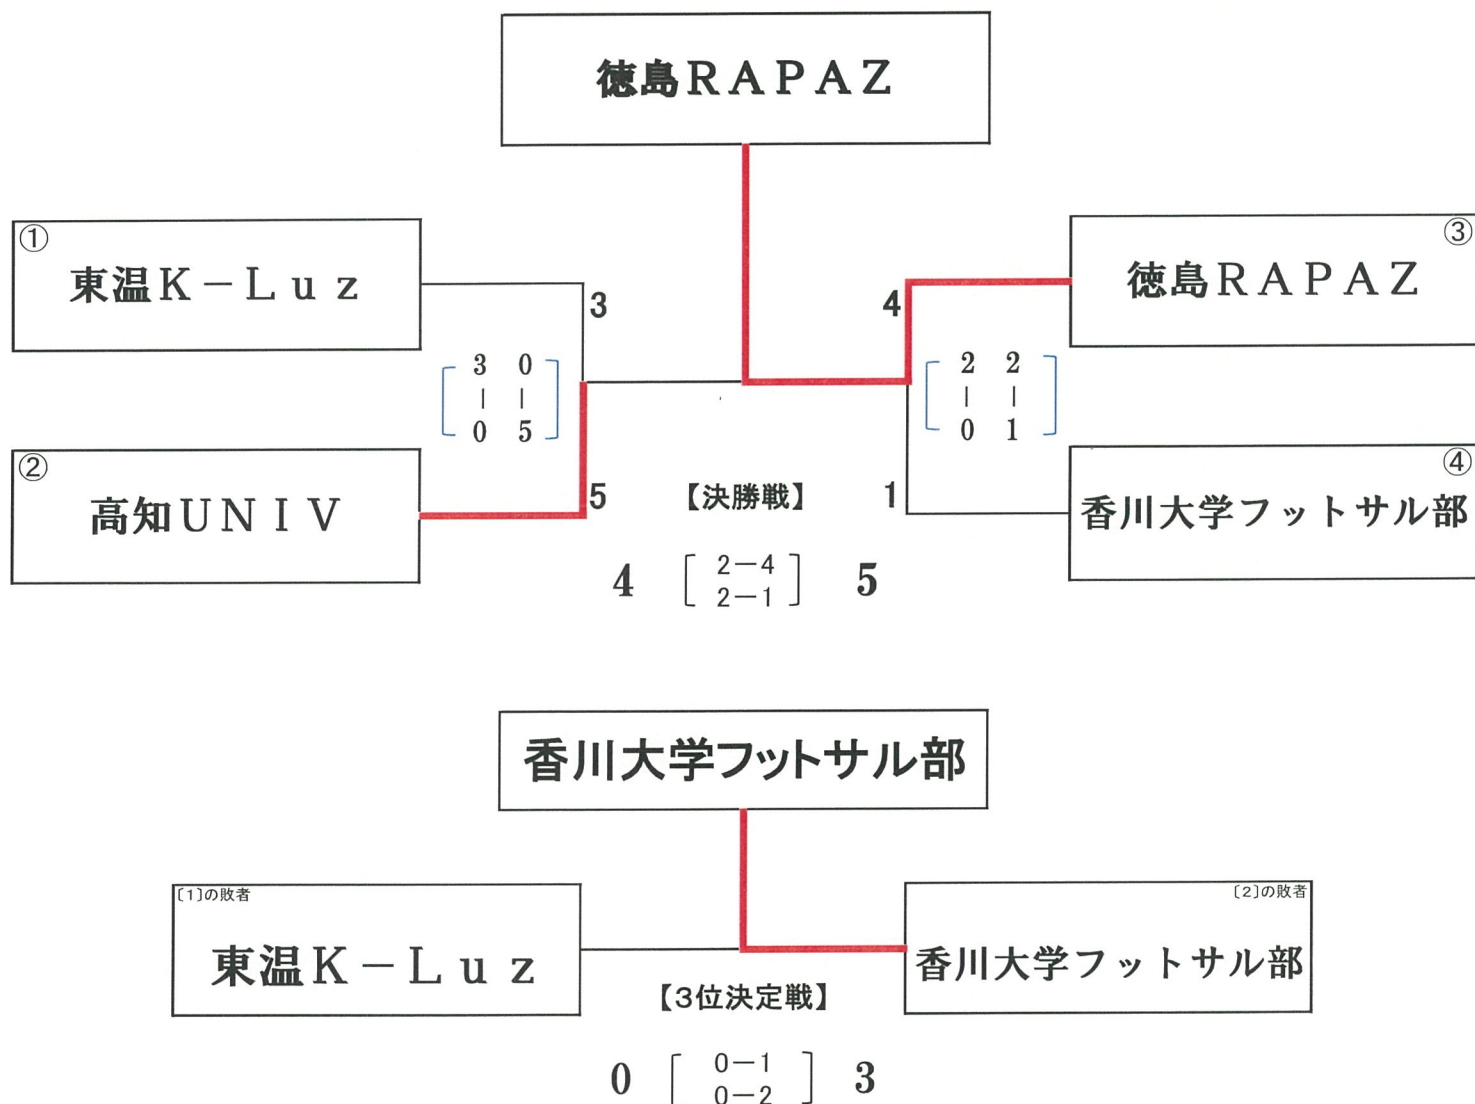 徳島ＲＡＰＡＺ
①
東温Ｋ－Ｌｕｚ
③
徳島ＲＡＰＡＺ
3
4
3 0
| |
0 5
2 2
| |
0 1
②
高知ＵＮＩＶ
5
【決勝戦】
1
④
香川大学フットサル部
4 2－4 5
2－1
香川大学フットサル部
〔1〕の敗者
東温Ｋ－Ｌｕｚ
〔2〕の敗者
香川大学フットサル部
【3位決定戦】
0 0－1 3
0－2